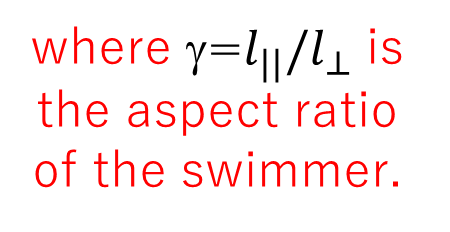 where γ=l||/l⊥ is
the aspect ratio
of the swimmer.